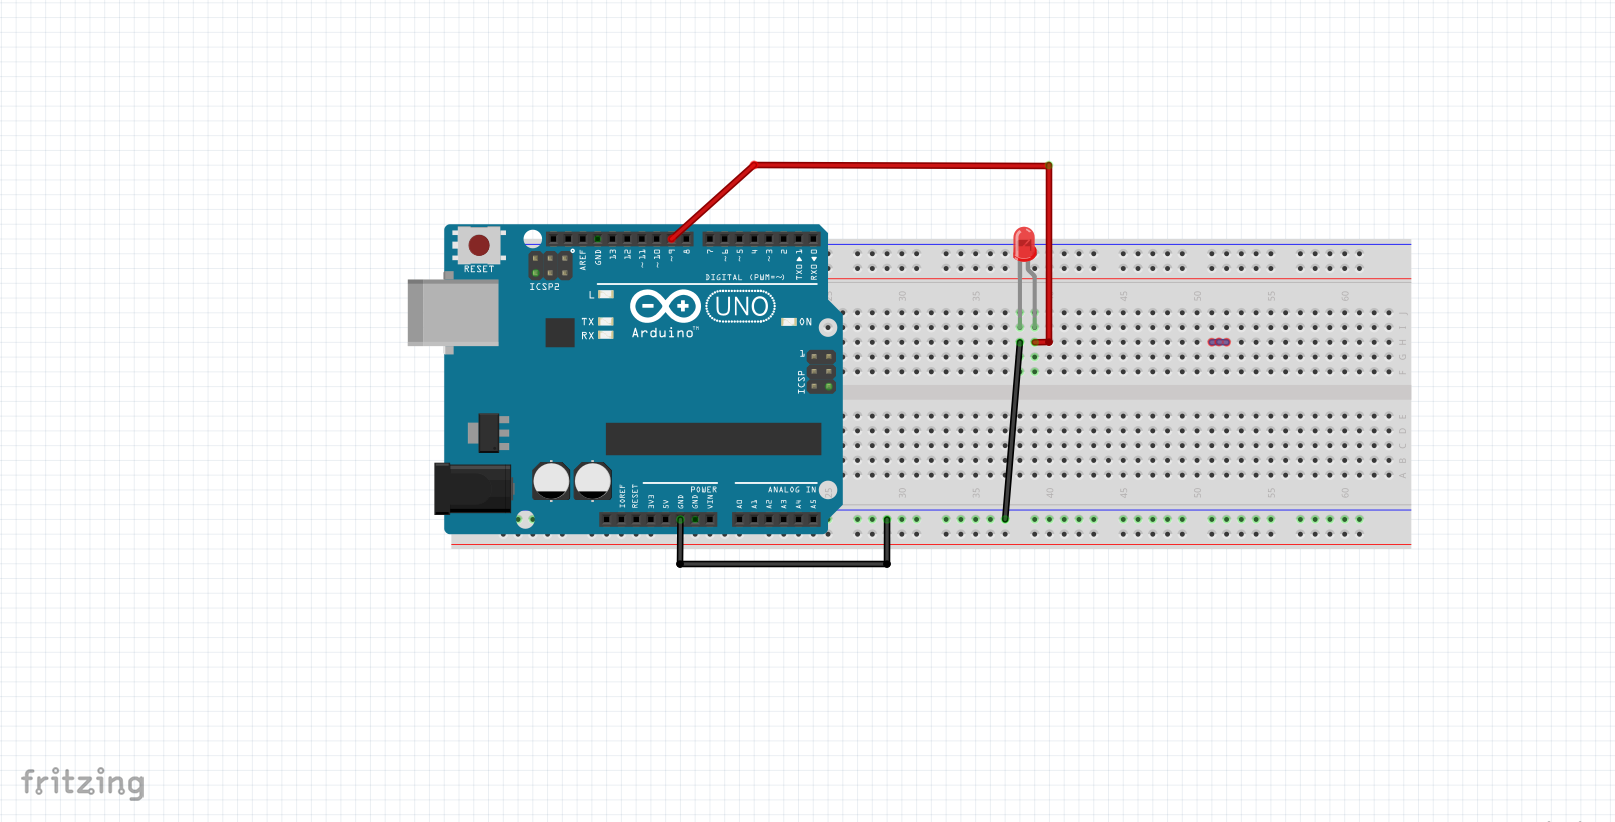 RESET
ICSP2
AREF
GND
13
12
~11
~10
~9
8
7
~6
~5
4
~3
2
TX0▶1
RX0◀0
DIGITAL (PWM=~)
L
TX
RX
Arduino™
UNO
ON
1
ICSP
IOREF
RESET
3V3
5V
GND
GND
VIN
POWER
A0
A1
A2
A3
A4
A5
ANALOG IN
30
35
45
50
55
60
J
I
H
G
F
E
D
C
B
A
25
30
35
40
45
50
55
60
fritzing